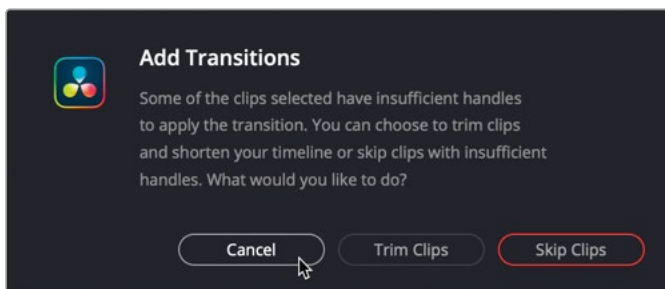 Add Transitions
Some of the clips selected have insufficient handles
to apply the transition. You can choose to trim clips
and shorten your timeline or skip clips with insufficient
handles. What would you like to do?
Cancel
Trim Clips
Skip Clips